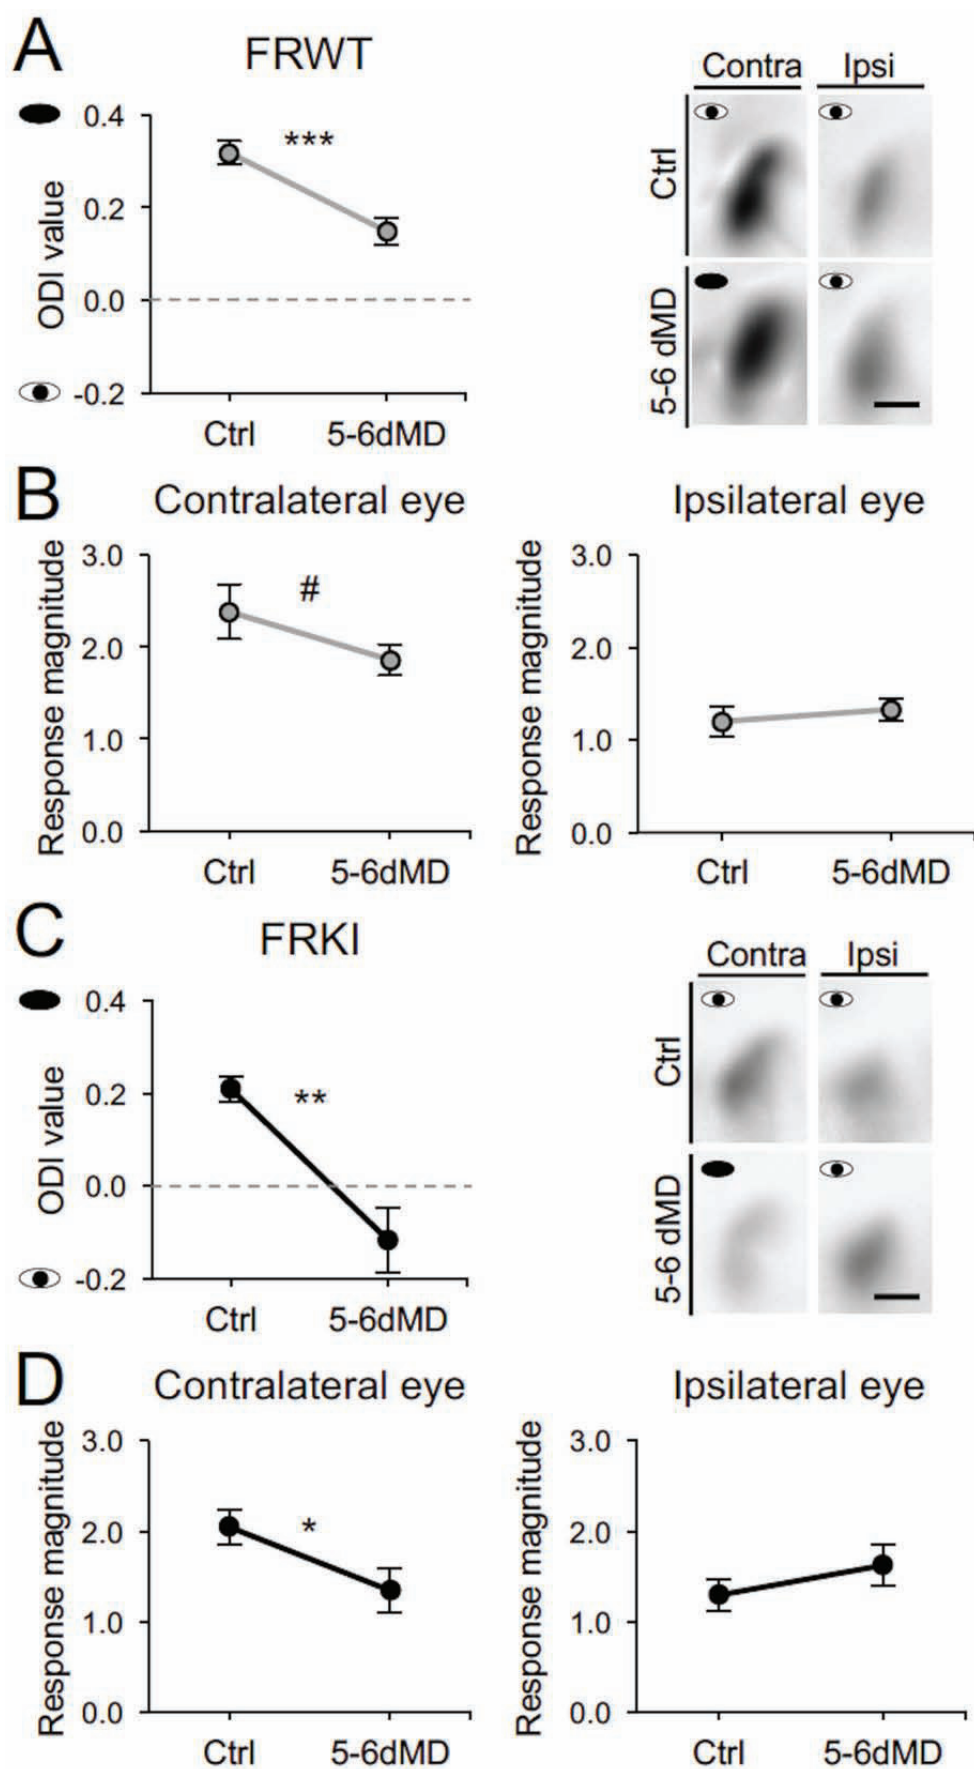 A
FRWT
0.4
0.2
0.0
-0.2
ODI value
***
Ctrl
5-6dMD
Contra
Ipsi
Ctrl
5-6 dMD
B
Contralateral eye
Response magnitude
3.0
2.0
1.0
0.0
#
Ctrl
5-6dMD
Ipsilateral eye
Response magnitude
3.0
2.0
1.0
0.0
Ctrl
5-6dMD
C
FRKI
0.4
0.2
0.0
-0.2
ODI value
**
Ctrl
5-6dMD
Contra
Ipsi
Ctrl
5-6 dMD
D
Contralateral eye
Response magnitude
3.0
2.0
1.0
0.0
*
Ctrl
5-6dMD
Ipsilateral eye
Response magnitude
3.0
2.0
1.0
0.0
Ctrl
5-6dMD